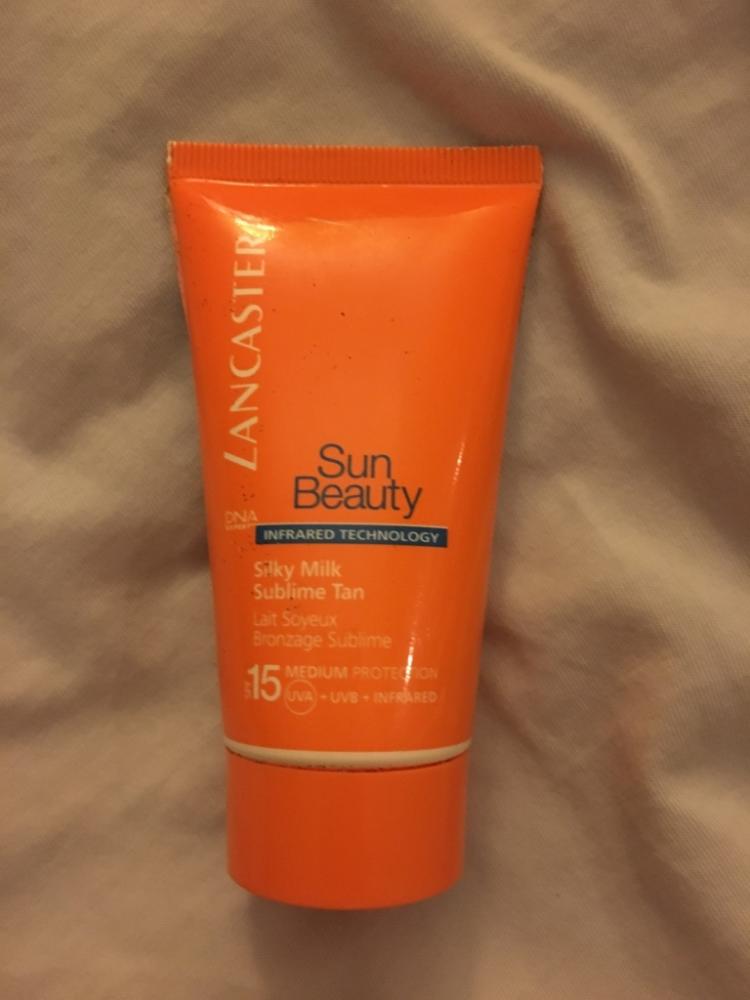 LANCASTER
Sun
Beauty
DNA
INFRARED TECHNOLOGY
Silky Milk
Sublime Tan
Lait Soyeux
Bronzage Sublime
15 MEDIUM PROTECTION
UVA + UVB + INFRARED